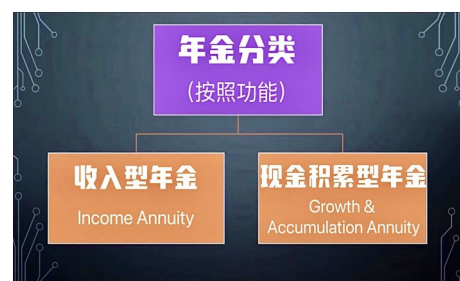 年金分类
（按照功能）
收入型年金
Income Annuity
现金积累型年金
Growth &
Accumulation Annuity